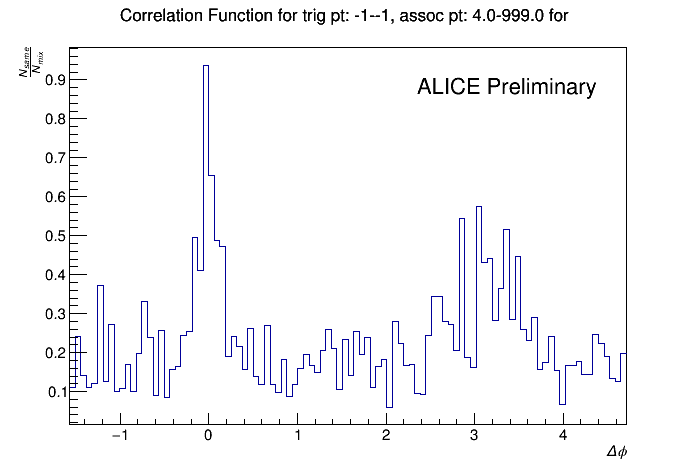 Correlation Function for trig pt: -1--1, assoc pt: 4.0-999.0 for
N_same/N_mix
ALICE Preliminary
0.9
0.8
0.7
0.6
0.5
0.4
0.3
0.2
0.1
−1 0 1 2 3 4
Δϕ